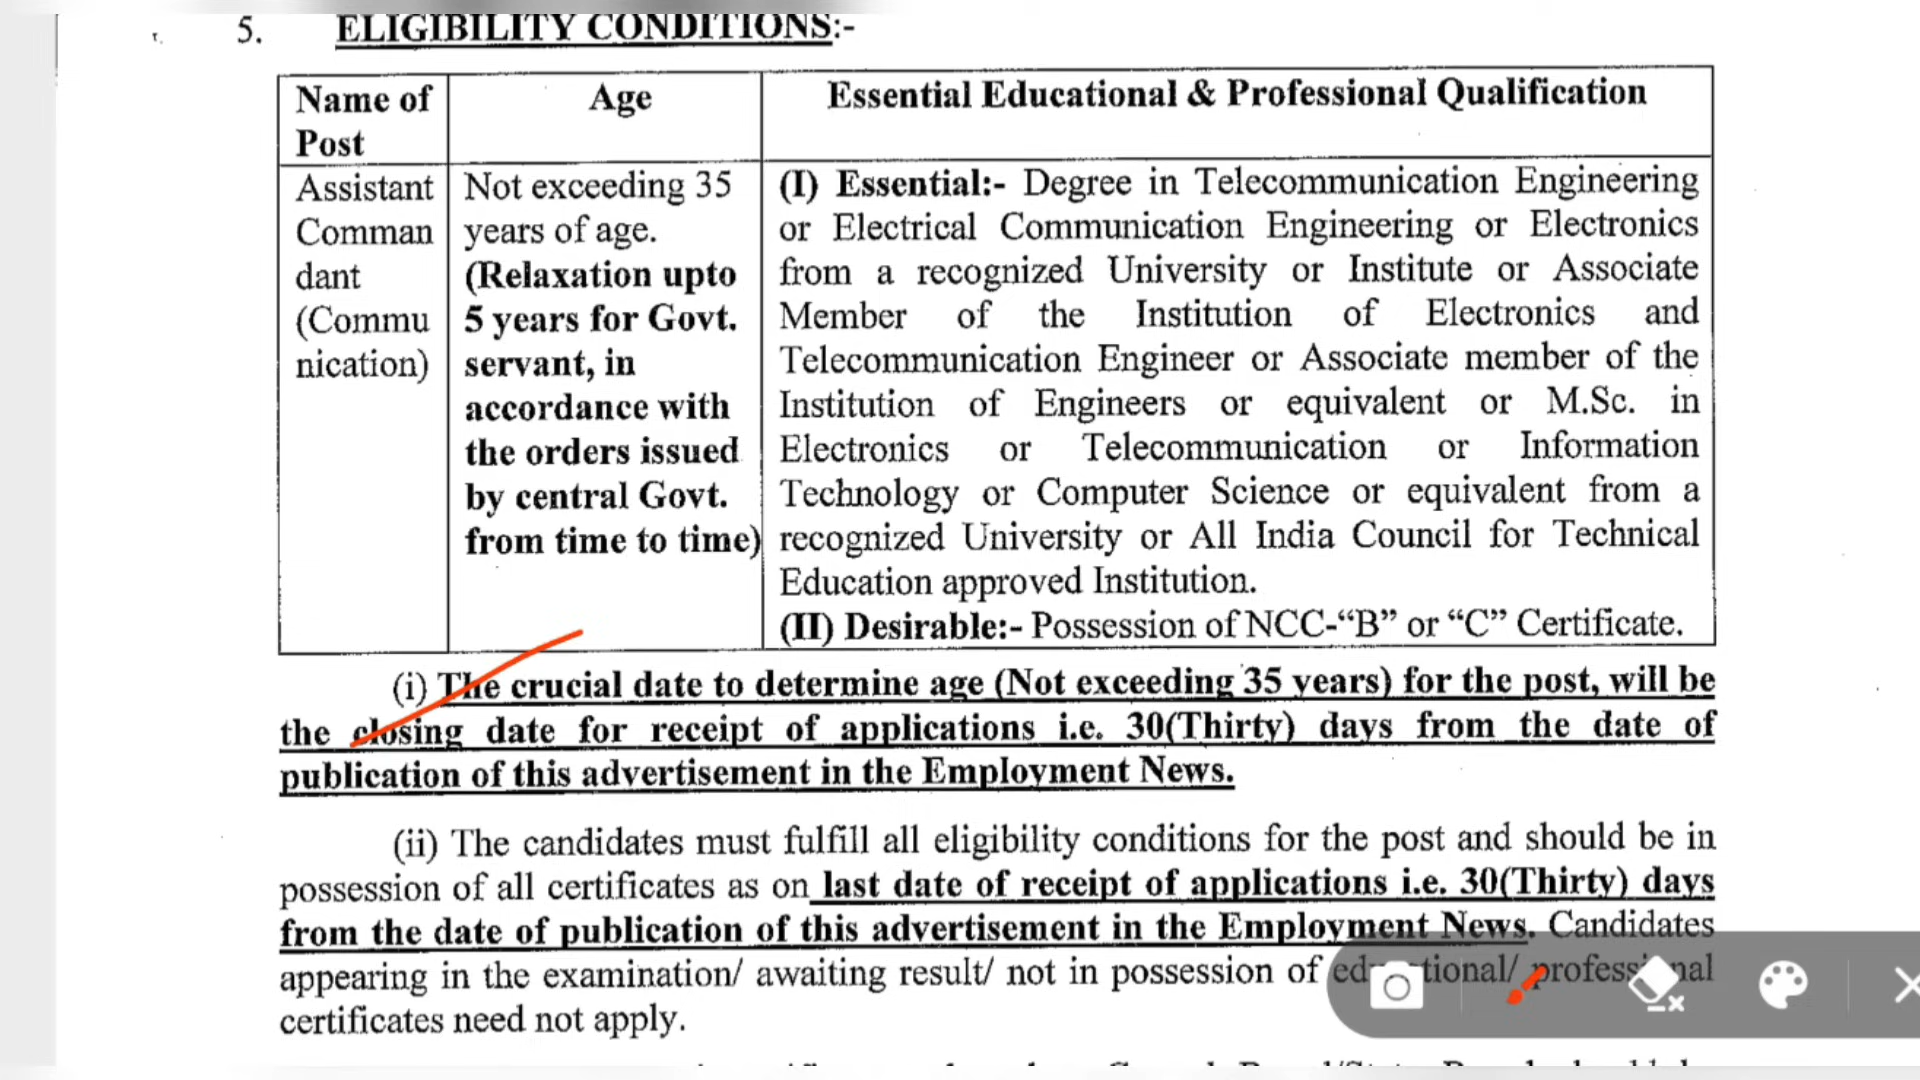 5. ELIGIBILITY CONDITIONS:-
Name of
Post
Age
Essential Educational & Professional Qualification
Assistant
Comman
dant
(Commu
nication)
Not exceeding 35
years of age.
(Relaxation upto
5 years for Govt.
servant, in
accordance with
the orders issued
by central Govt.
from time to time)
(I) Essential:- Degree in Telecommunication Engineering
or Electrical Communication Engineering or Electronics
from a recognized University or Institute or Associate
Member of the Institution of Electronics and
Telecommunication Engineer or Associate member of the
Institution of Engineers or equivalent or M.Sc. in
Electronics or Telecommunication or Information
Technology or Computer Science or equivalent from a
recognized University or All India Council for Technical
Education approved Institution.
(II) Desirable:- Possession of NCC-“B” or “C” Certificate.
(i) The crucial date to determine age (Not exceeding 35 years) for the post, will be
the closing date for receipt of applications i.e. 30(Thirty) days from the date of
publication of this advertisement in the Employment News.
(ii) The candidates must fulfill all eligibility conditions for the post and should be in
possession of all certificates as on last date of receipt of applications i.e. 30(Thirty) days
from the date of publication of this advertisement in the Employment News. Candidates
appearing in the examination/ awaiting result/ not in possession of educational/ professional
certificates need not apply.